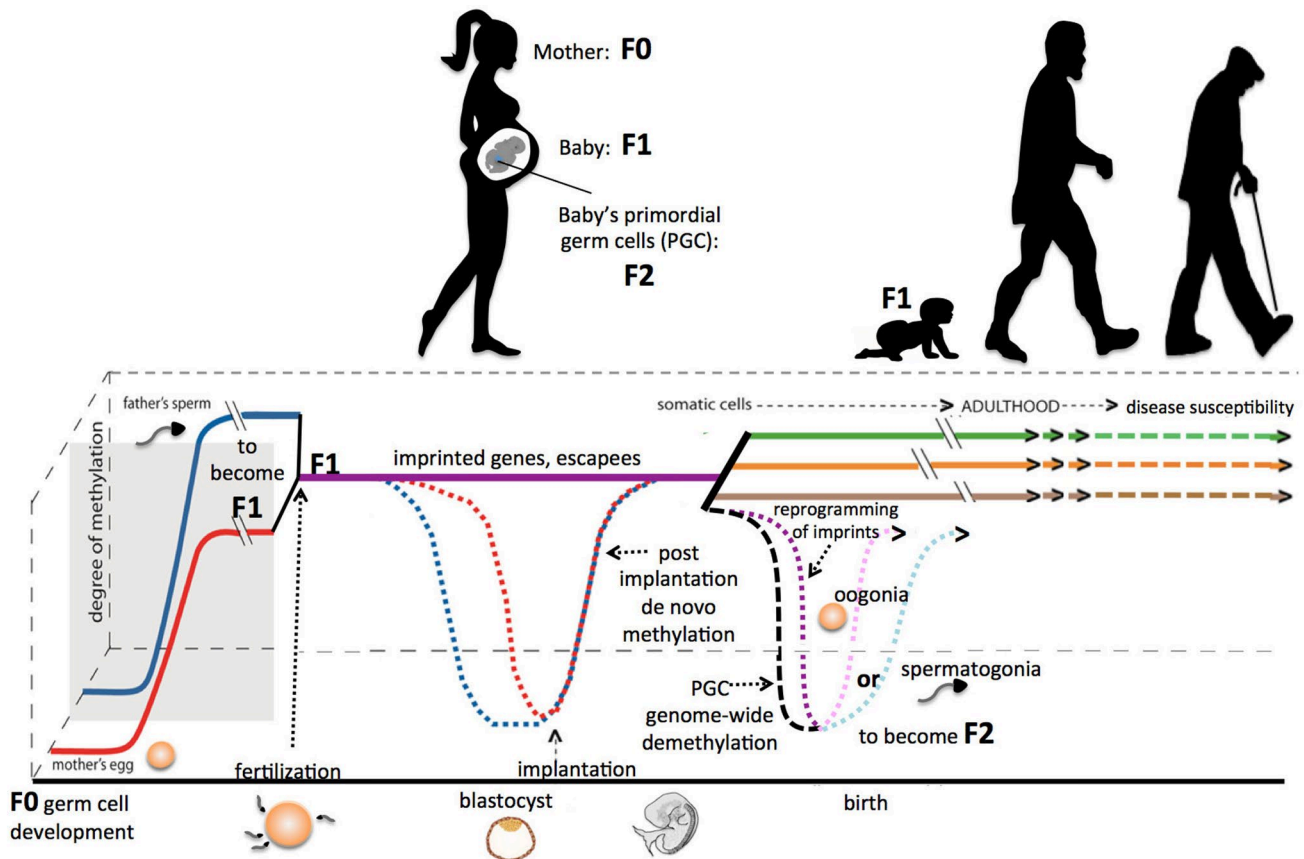 Mother: F0
Baby: F1
Baby's primordial
germ cells (PGC):
F2
F1
degree of methylation
father's sperm
to
become
F1
F1
imprinted genes, escapees
somatic cells
ADULTHOOD
disease susceptibility
reprogramming
of imprints
post
implantation
de novo
methylation
oogonia
or
spermatogonia
PGC
genome-wide
demethylation
to become F2
mother's egg
fertilization
implantation
F0 germ cell
development
blastocyst
birth